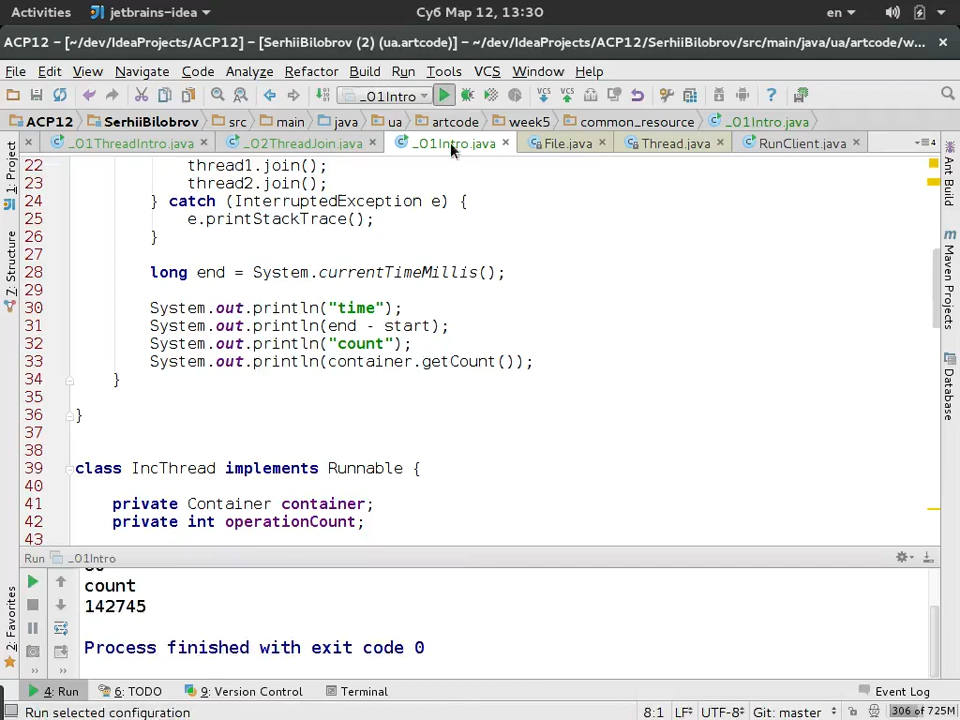 Activities jetbrains-idea Суб Мар 12, 13:30 en
ACP12 – [~/dev/IdeaProjects/ACP12] – [SerhiiBilobrov (2) (ua.artcode)] – ~/dev/IdeaProjects/ACP12/SerhiiBilobrov/src/main/java/ua/artcode/w...
File Edit View Navigate Code Analyze Refactor Build Run Tools VCS Window Help
_01Intro
ACP12 SerhiiBilobrov src main java ua artcode week5 common_resource _01Intro
_01ThreadIntro.java _02ThreadJoin.java _01Intro.java File.java Thread.java RunClient.java
22 thread1.join();
23 thread2.join();
24 } catch (InterruptedException e) {
25 e.printStackTrace();
26 }
27
28 long end = System.currentTimeMillis();
29
30 System.out.println("time");
31 System.out.println(end - start);
32 System.out.println("count");
33 System.out.println(container.getCount());
34 }
35
36 }
37
38
39 class IncThread implements Runnable {
40
41 private Container container;
42 private int operationCount;
43
1: Project
7: Structure
2: Favorites
Ant Build
Maven Projects
Database
Run _01Intro
count
142745
Process finished with exit code 0
4: Run 6: TODO 9: Version Control Terminal Event Log
Run selected configuration 8:1 LF UTF-8 Git: master 306 of 725M